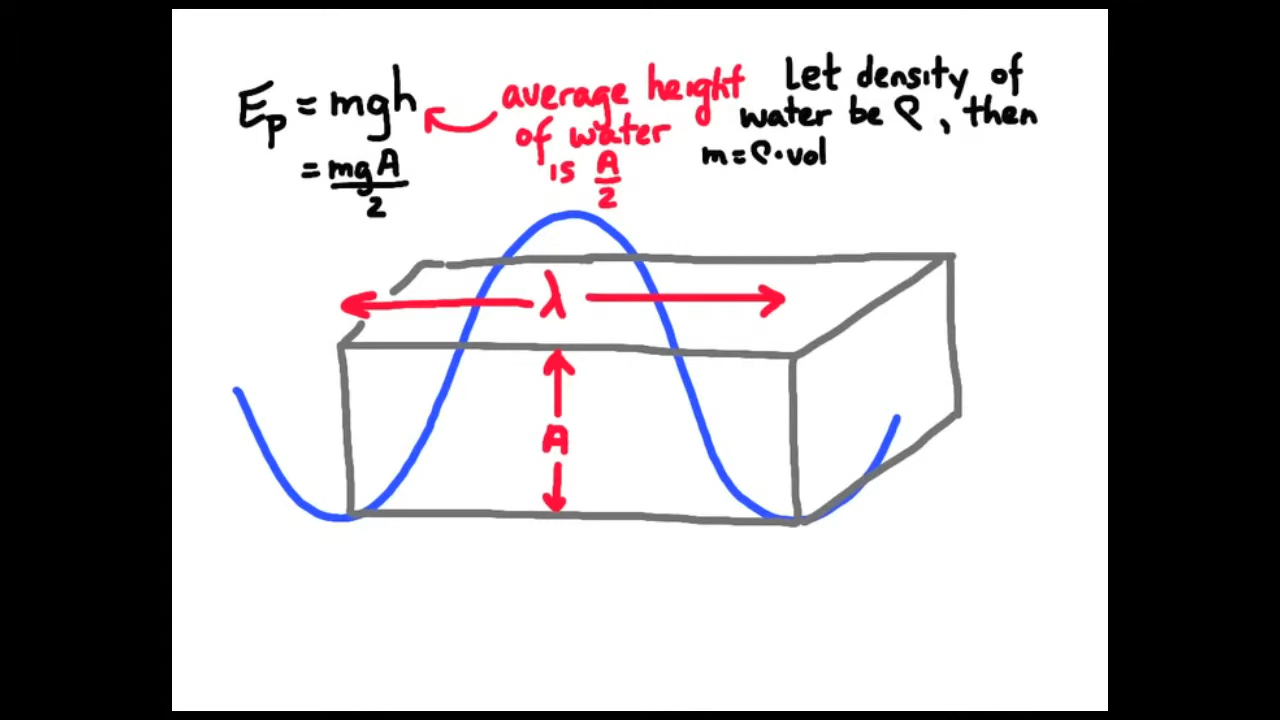 Ep = mgh
= mgA/2
average height
of water
is A/2
Let density of
water be ρ, then
m = ρ·vol
λ
A